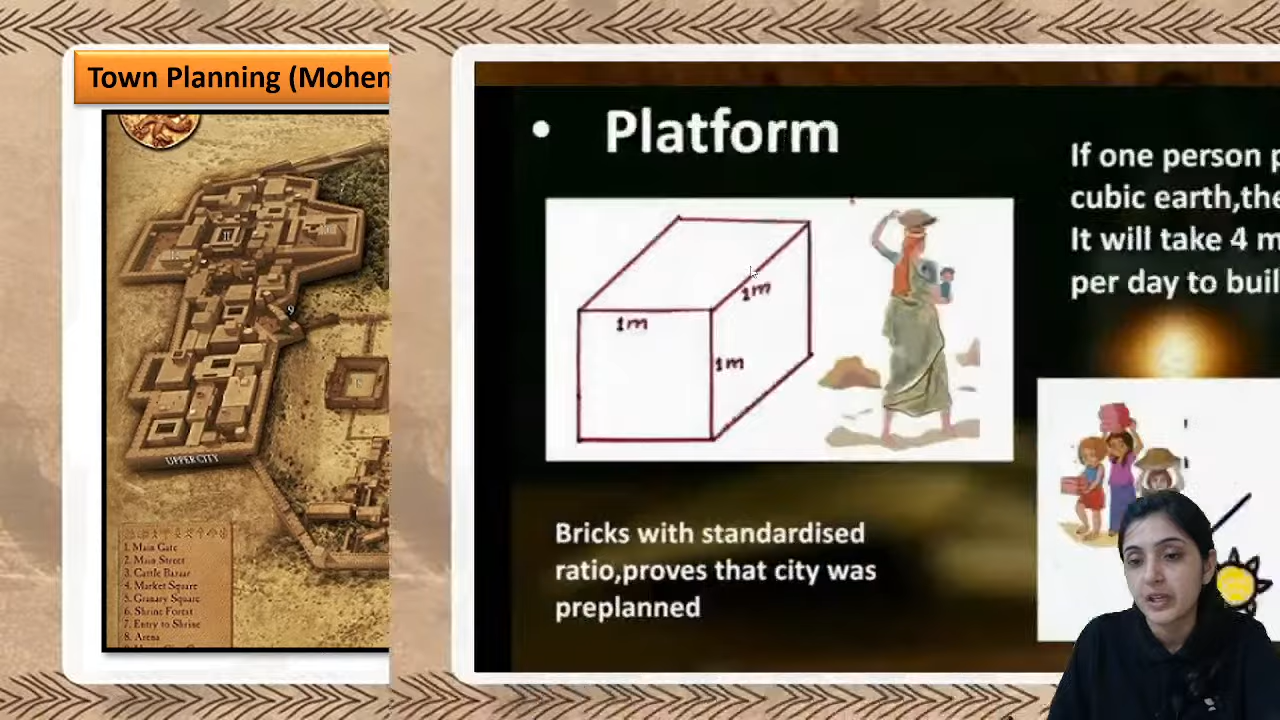 Town Planning (Mohen
UPPER CITY
1. Main Gate
2. Main Street
3. Cattle Bazaar
4. Market Square
5. Granary Square
6. Shrine Forest
7. Entry to Shrine
8. Arena
• Platform
1m
1m
1m
Bricks with standardised
ratio,proves that city was
preplanned
If one person p
cubic earth,the
It will take 4 m
per day to buil